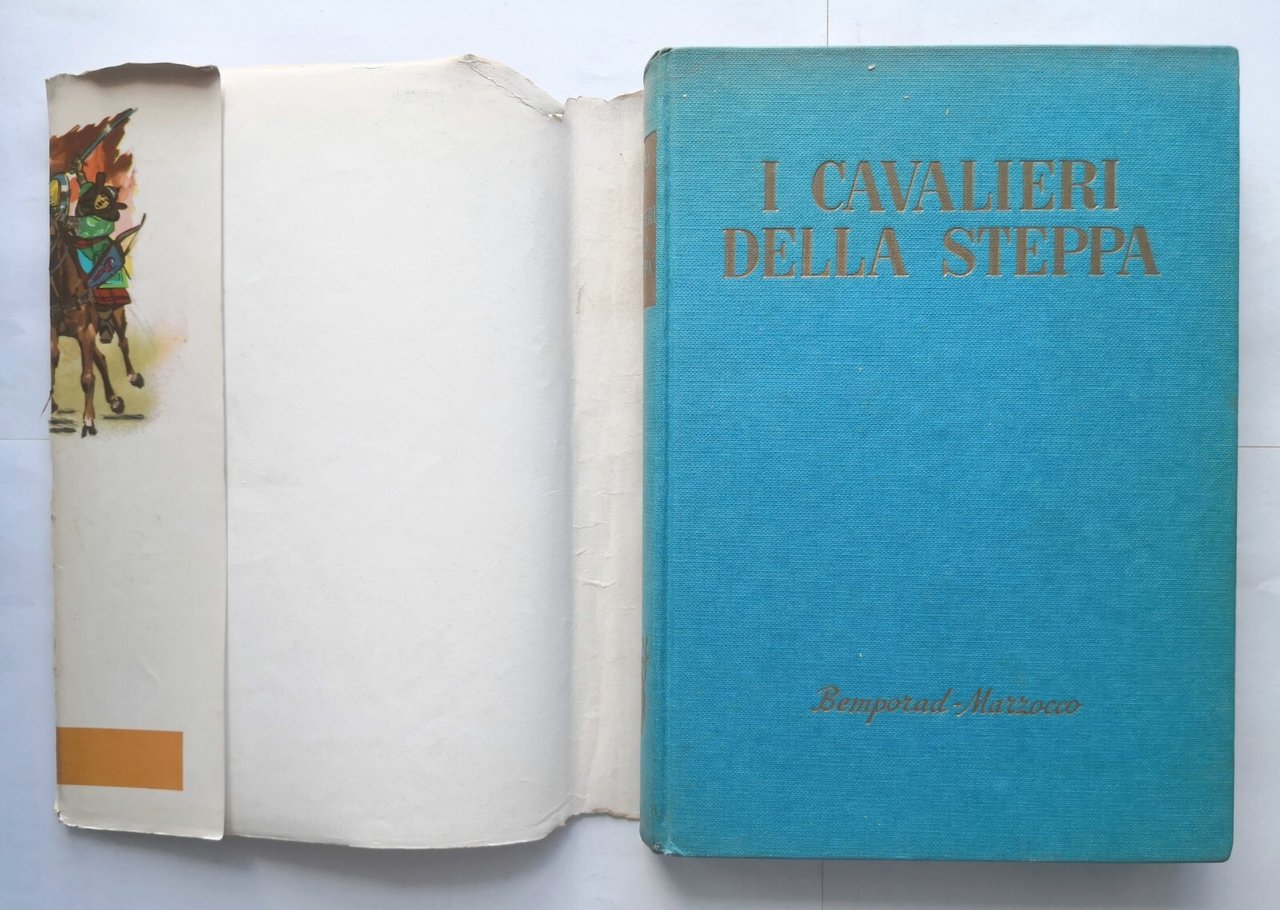 I CAVALIERI
DELLA STEPPA
Bemporad-Marzocco